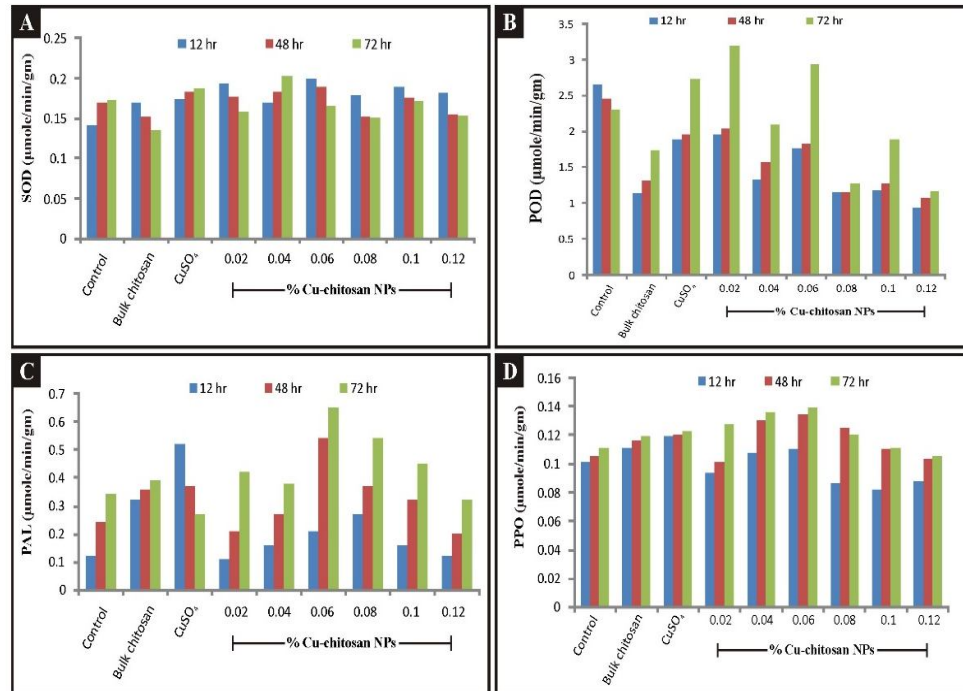 A
12 hr 48 hr 72 hr
SOD (µmole/min/gm)
0.25
0.2
0.15
0.1
0.05
0
Control Bulk chitosan CuSO₄ 0.02 0.04 0.06 0.08 0.1 0.12
% Cu-chitosan NPs
B
12 hr 48 hr 72 hr
POD (µmole/min/gm)
3.5
3
2.5
2
1.5
1
0.5
0
Control Bulk chitosan CuSO₄ 0.02 0.04 0.06 0.08 0.1 0.12
% Cu-chitosan NPs
C
12 hr 48 hr 72 hr
PAL (µmole/min/gm)
0.7
0.6
0.5
0.4
0.3
0.2
0.1
0
Control Bulk chitosan CuSO₄ 0.02 0.04 0.06 0.08 0.1 0.12
% Cu-chitosan NPs
D
12 hr 48 hr 72 hr
PPO (µmole/min/gm)
0.16
0.14
0.12
0.1
0.08
0.06
0.04
0.02
0
Control Bulk chitosan CuSO₄ 0.02 0.04 0.06 0.08 0.1 0.12
% Cu-chitosan NPs